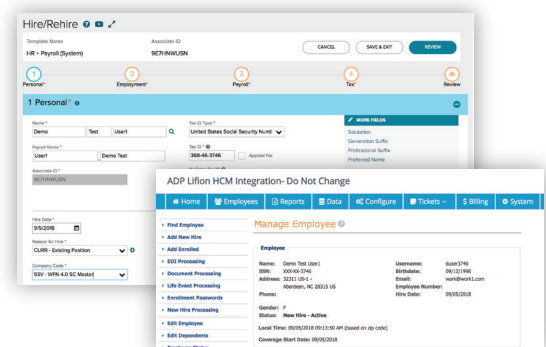 Hire/Rehire
Template Name
Associate ID
HR + Payroll (System)
9E7HNWUSN
CANCEL
SAVE & EXIT
REVIEW
1
2
3
4
Personal*
Employment*
Payroll*
Tax*
Review
1 Personal*
Name *
Demo
Test
User1
Tax ID Type *
United States Social Security Numb
MORE FIELDS
Salutation
Generation Suffix
Professional Suffix
Preferred Name
Payroll Name *
User1
Demo Test
Tax ID *
368-46-3746
Applied For
Associate ID *
9E7HNWUSN
Hire Date *
9/5/2018
Reason for Hire *
CURR - Existing Position
Company Code *
93V - WFN 4.0 SC Master
ADP Lifion HCM Integration- Do Not Change
Home
Employees
Reports
Data
Configure
Tickets
$ Billing
System
Find Employee
Add New Hire
Add Enrolled
EOI Processing
Document Processing
Life Event Processing
Enrollment Passwords
New Hire Processing
Edit Employee
Edit Dependents
Manage Employee
Employee
Name: Demo Test User1
SSN: XXX-XX-3746
Address: 32311 US-1 -
Aberdeen, NC 28315 US
Phone:
Gender: F
Status: New Hire - Active
Username: duser3746
Birthdate: 09/12/1996
Email: work@work1.com
Employee Number:
Hire Date: 09/05/2018
Local Time: 09/05/2018 09:13:50 AM (based on zip code)
Coverage Start Date: 09/05/2018